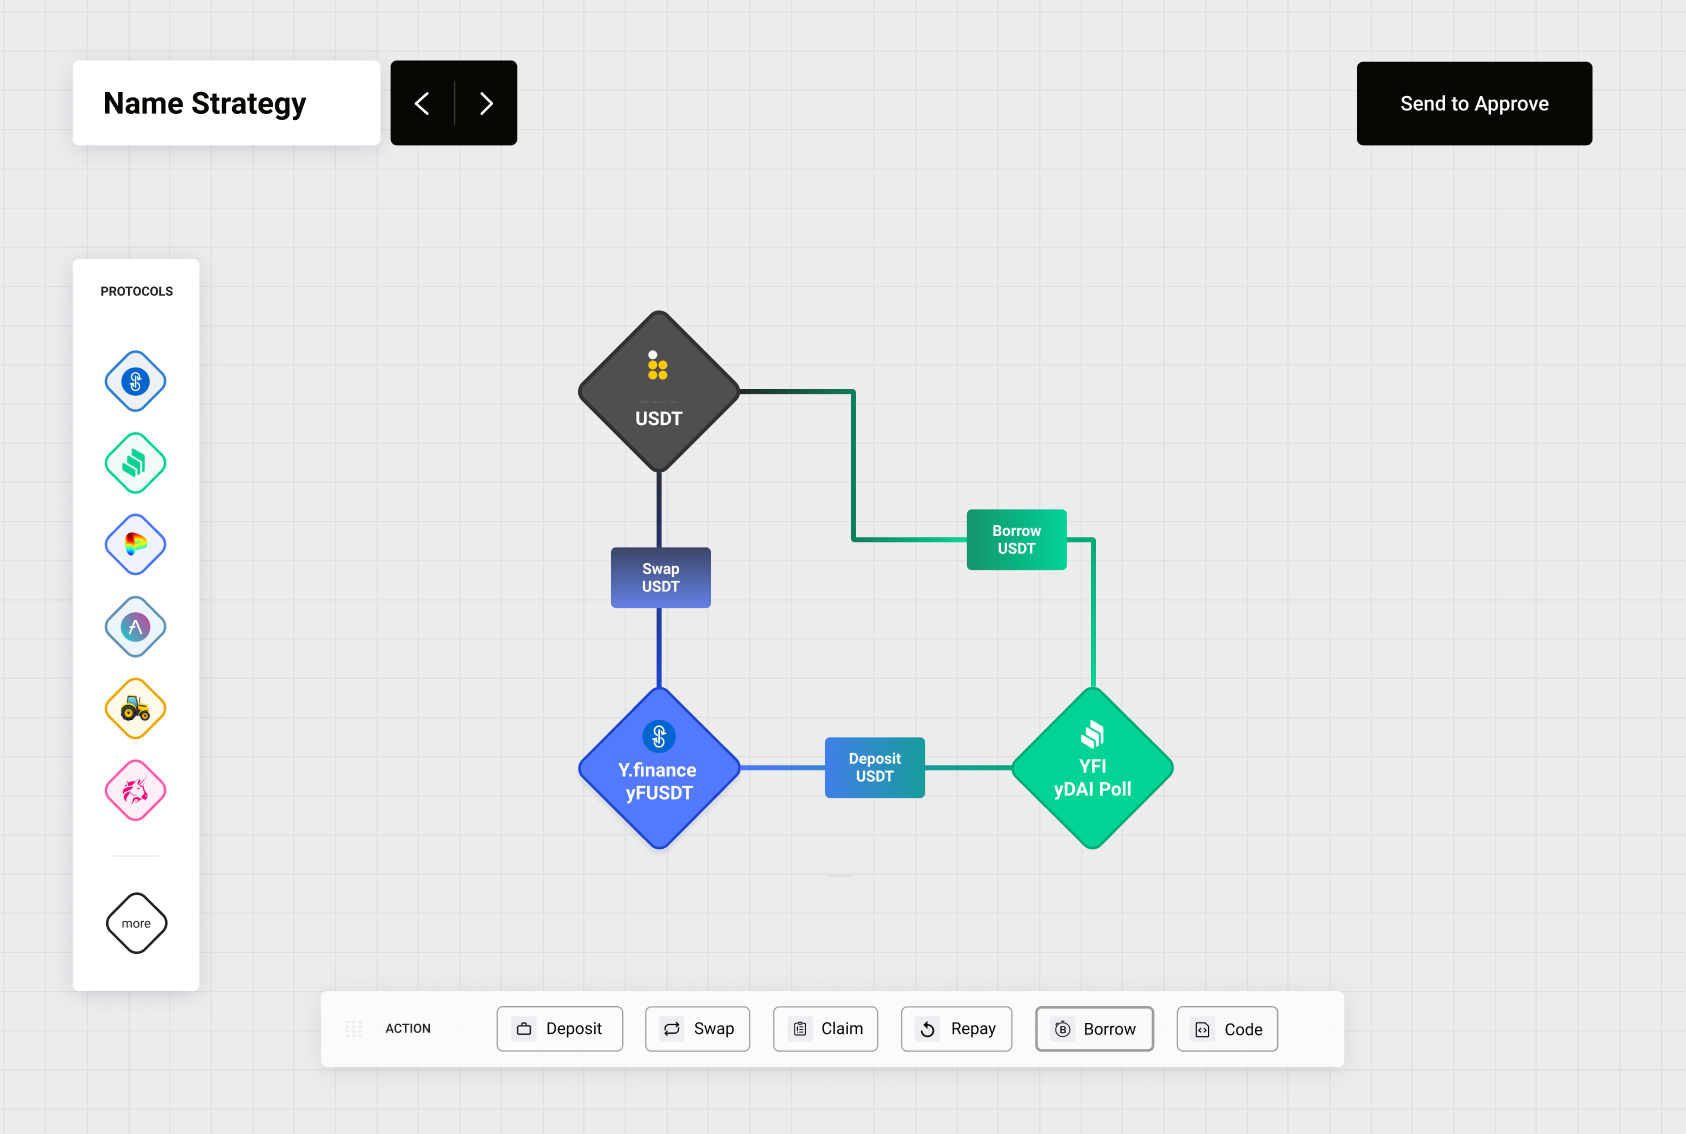 Name Strategy
Send to Approve
PROTOCOLS
more
USDT
Borrow
USDT
Swap
USDT
Y.finance
yFUSDT
Deposit
USDT
YFI
yDAI Poll
ACTION
Deposit
Swap
Claim
Repay
Borrow
Code